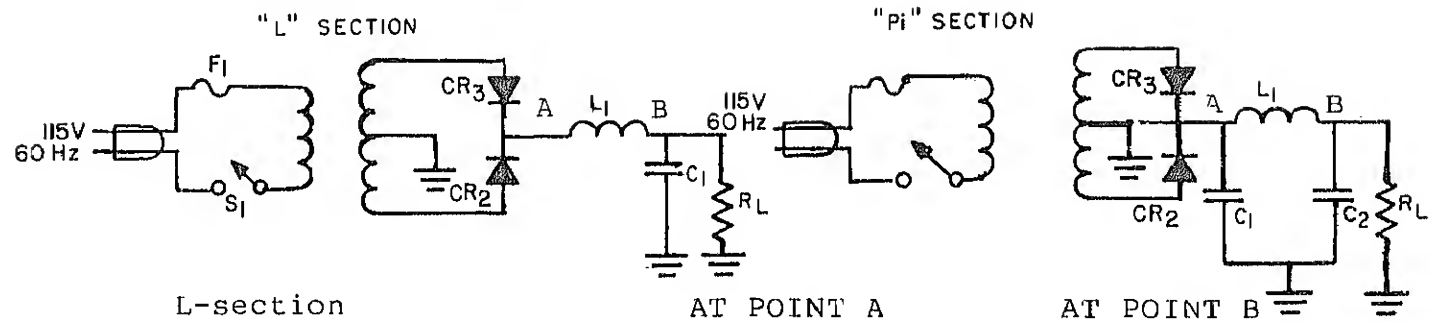 "L" SECTION
"Pi" SECTION
F1
CR3
A
L1
B
115V
60 Hz
S1
CR2
C1
RL
115V
60 Hz
CR3
A
L1
B
CR2
C1
C2
RL
L-section
AT POINT A
AT POINT B